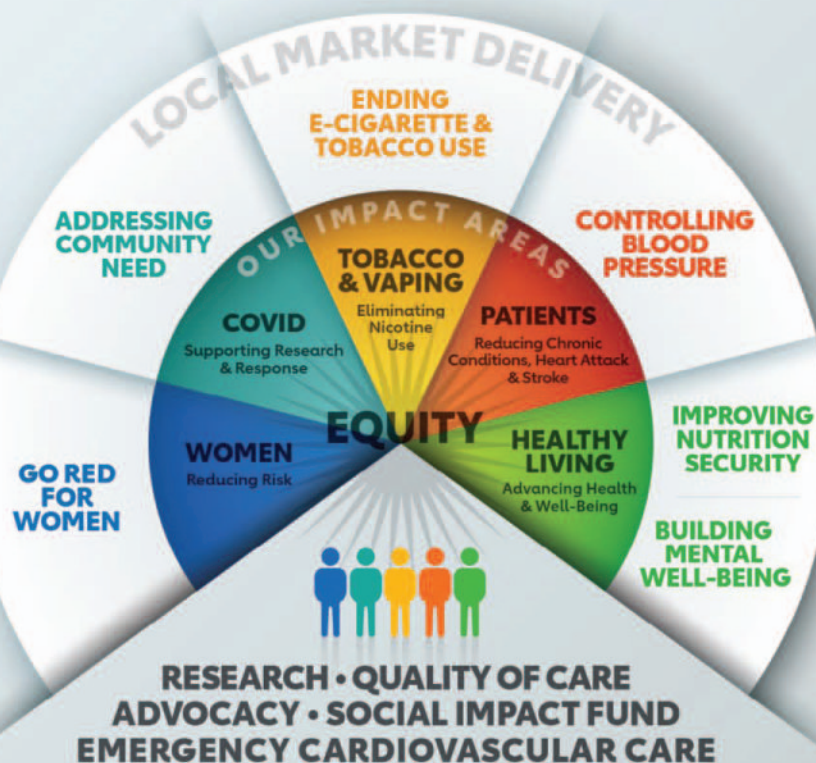 LOCAL MARKET DELIVERY
ENDING
E-CIGARETTE &
TOBACCO USE
ADDRESSING
COMMUNITY
NEED
CONTROLLING
BLOOD
PRESSURE
GO RED
FOR
WOMEN
IMPROVING
NUTRITION
SECURITY
BUILDING
MENTAL
WELL-BEING
OUR IMPACT AREAS
TOBACCO
& VAPING
Eliminating
Nicotine
Use
COVID
Supporting Research
& Response
PATIENTS
Reducing Chronic
Conditions, Heart Attack
& Stroke
WOMEN
Reducing Risk
EQUITY
HEALTHY
LIVING
Advancing Health
& Well-Being
RESEARCH • QUALITY OF CARE
ADVOCACY • SOCIAL IMPACT FUND
EMERGENCY CARDIOVASCULAR CARE